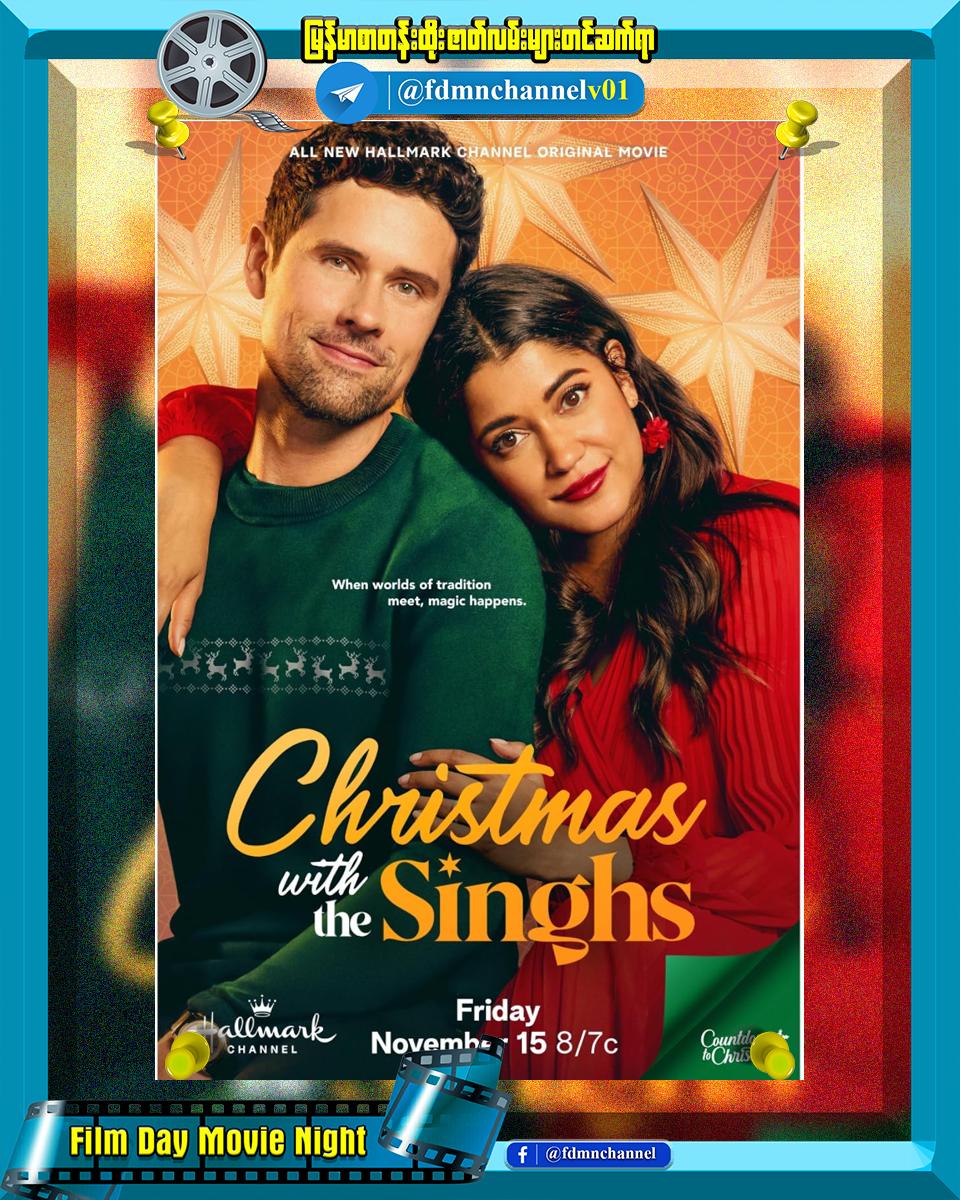 မြန်မာစာတန်းထိုးဇာတ်လမ်းများတင်ဆက်ရာ
@fdmnchannelv01
ALL NEW HALLMARK CHANNEL ORIGINAL MOVIE
When worlds of tradition
meet, magic happens.
Christmas
with
the Singhs
Hallmark
CHANNEL
Friday
November 15 8/7c
to
Film Day Movie Night
@fdmnchannel